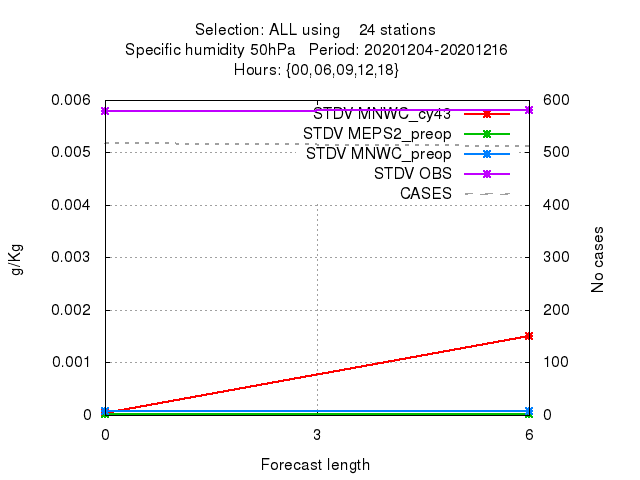 Selection: ALL using    24 stations
Specific humidity 50hPa   Period: 20201204-20201216
Hours: {00,06,09,12,18}
0.006 600
STDV MNWC_cy43
STDV MEPS2_preop
0.005 500
STDV MNWC_preop
STDV OBS
CASES
0.004 400
0.003 300
g/Kg
No cases
0.002 200
0.001 100
0 0
0 3 6
Forecast length